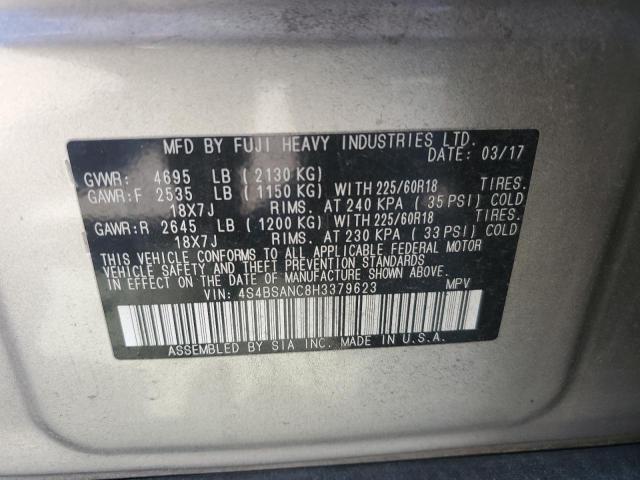 MFD BY FUJI HEAVY INDUSTRIES LTD.
DATE: 03/17
GVWR: 4695 LB ( 2130 KG)
GAWR:F 2535 LB ( 1150 KG) WITH 225/60R18 TIRES.
18X7J RIMS. AT 240 KPA ( 35 PSI) COLD
GAWR:R 2645 LB ( 1200 KG) WITH 225/60R18 TIRES.
18X7J RIMS. AT 230 KPA ( 33 PSI) COLD
THIS VEHICLE CONFORMS TO ALL APPLICABLE FEDERAL MOTOR
VEHICLE SAFETY AND THEFT PREVENTION STANDARDS
IN EFFECT ON THE DATE OF MANUFACTURE SHOWN ABOVE.
VIN: 4S4BSANC8H3379623 MPV
ASSEMBLED BY SIA INC. MADE IN U.S.A.